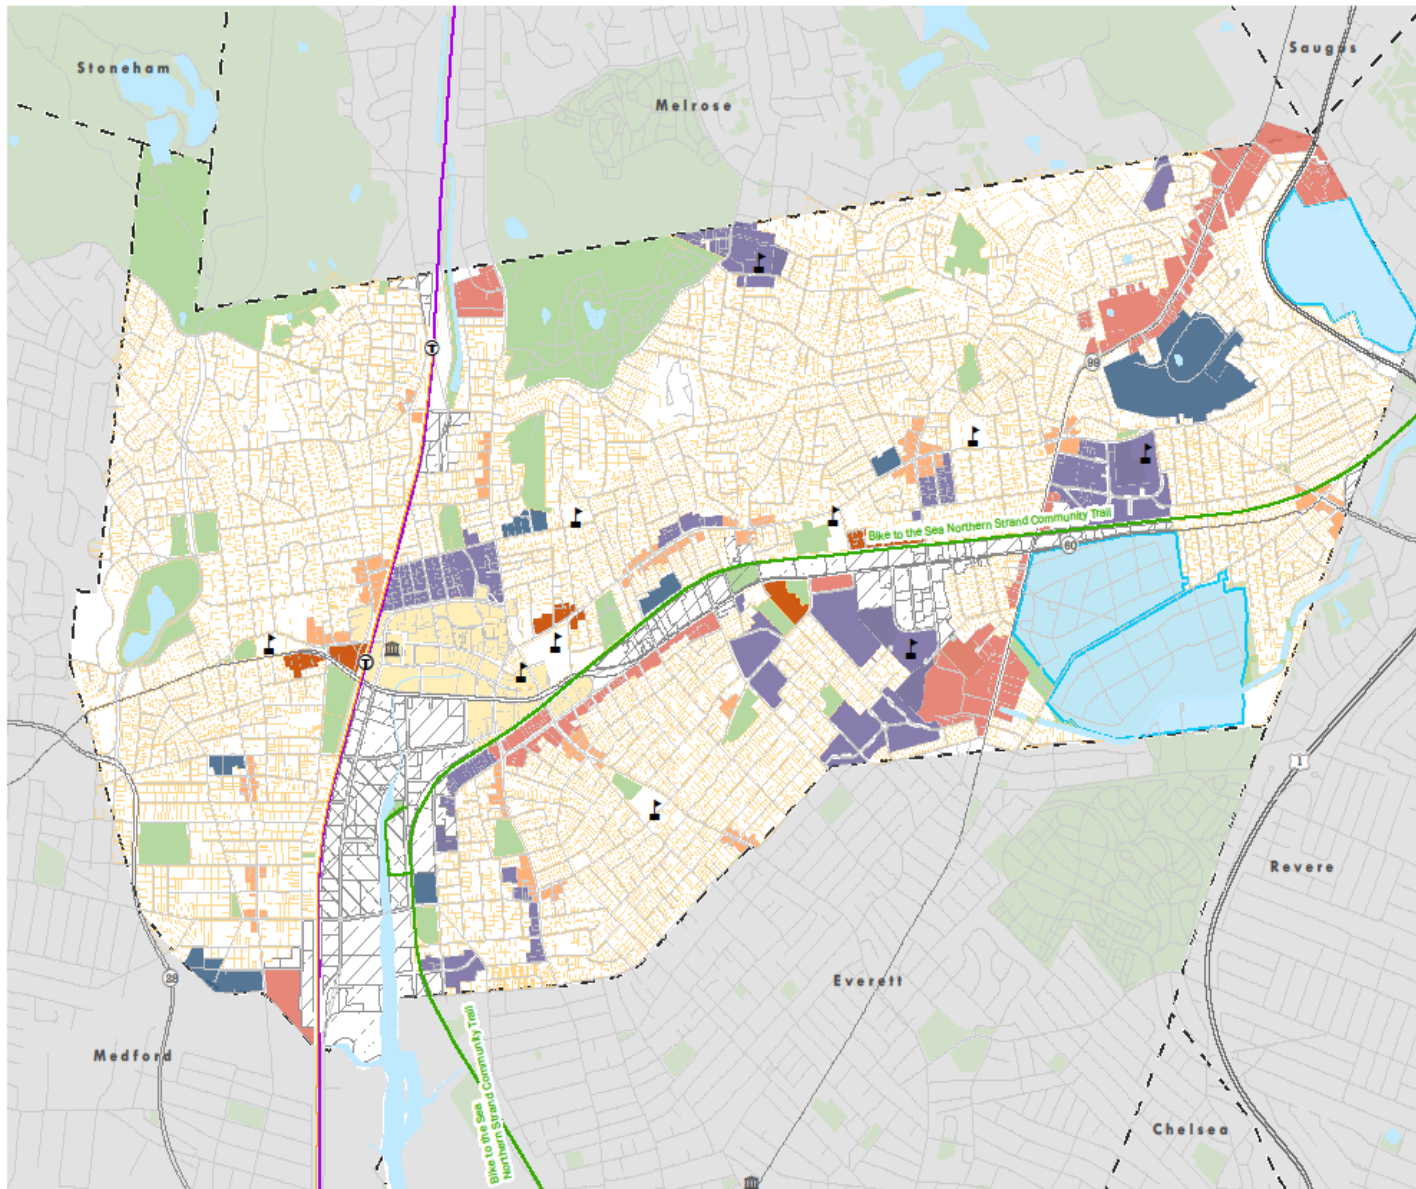 Saugus
Stoneham
Melrose
T
99
Bike to the Sea Northern Strand Community Trail
60
T
1
Revere
28
Everett
Medford
Bike to the Sea
Northern Strand Community Trail
Chelsea